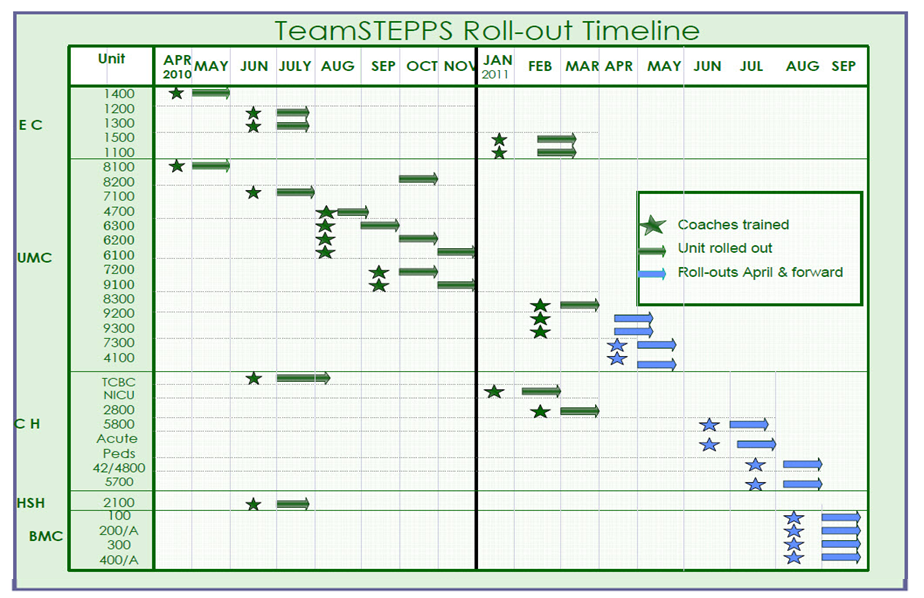 TeamSTEPPS Roll-out Timeline
Unit APR 2010 MAY JUN JULY AUG SEP OCT NOV JAN 2011 FEB MAR APR MAY JUN JUL AUG SEP
E C
1400
1200
1300
1500
1100
UMC
8100
8200
7100
4700
6300
6200
6100
7200
9100
8300
9200
9300
7300
4100
C H
TCBC
NICU
2800
5800
Acute
Peds
42/4800
5700
HSH
2100
BMC
100
200/A
300
400/A
Coaches trained
Unit rolled out
Roll-outs April & forward